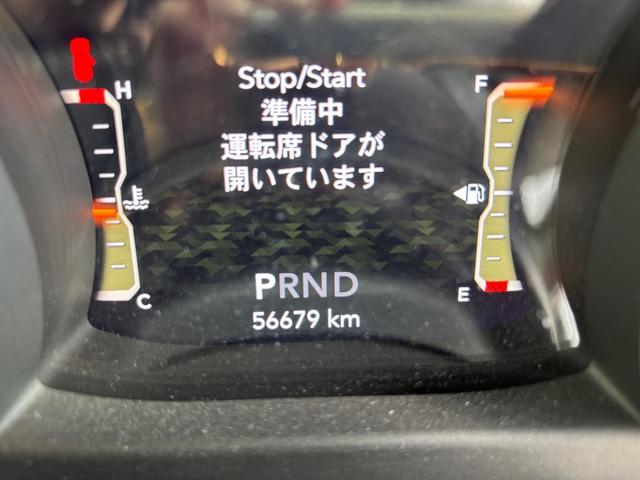 Stop/Start
準備中
運転席ドアが
開いています
H
F
C
E
PRND
56679 km